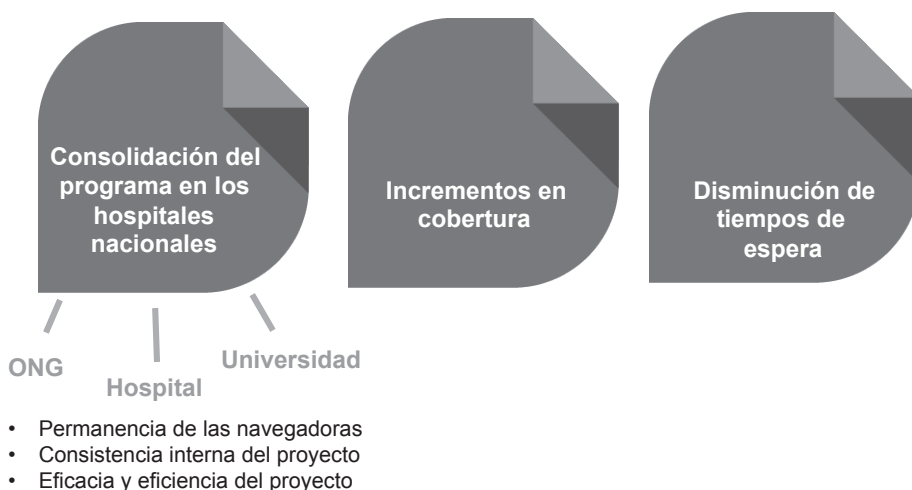 Consolidación del
programa en los
hospitales
nacionales
Incrementos en
cobertura
Disminución de
tiempos de
espera
ONG
Hospital
Universidad
• Permanencia de las navegadoras
• Consistencia interna del proyecto
• Eficacia y eficiencia del proyecto